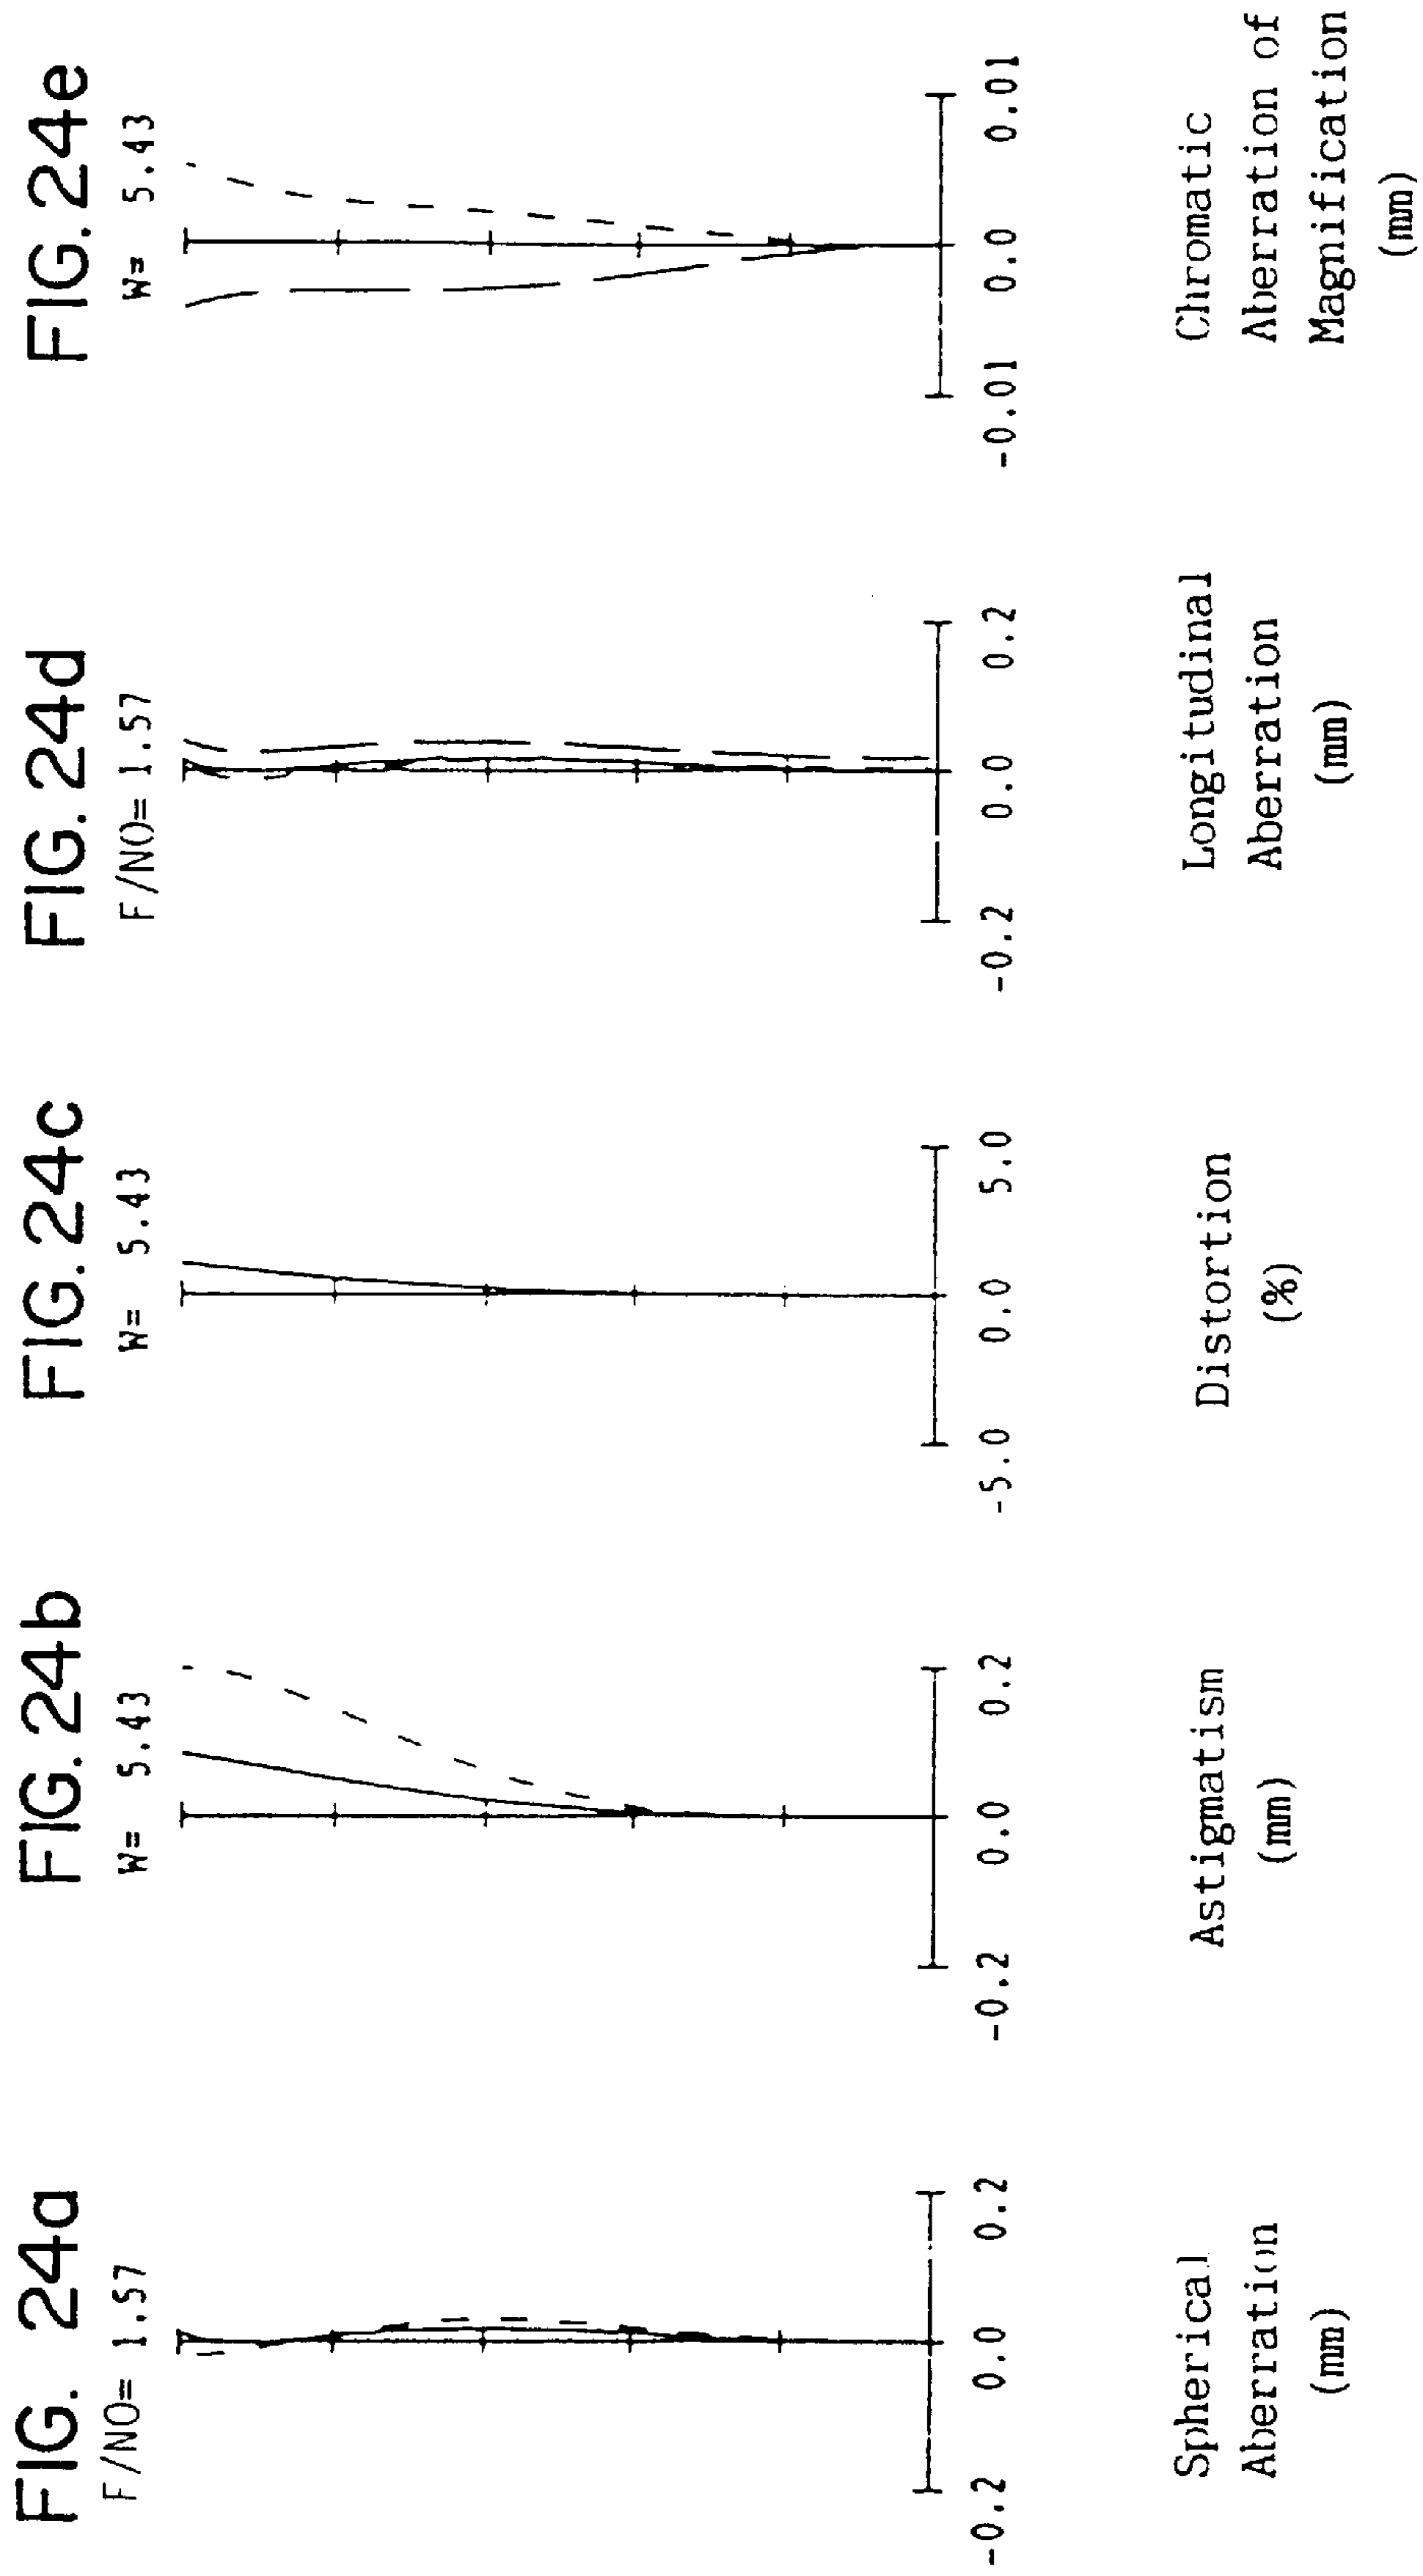 FIG. 24a
F/NO= 1.57
-0.2 0.0 0.2
Spherical
Aberration
(mm)
FIG. 24b
W= 5.43
-0.2 0.0 0.2
Astigmatism
(mm)
FIG. 24c
W= 5.43
-5.0 0.0 5.0
Distortion
(%)
FIG. 24d
F/NO= 1.57
-0.2 0.0 0.2
Longitudinal
Aberration
(mm)
FIG. 24e
W= 5.43
-0.01 0.0 0.01
Chromatic
Aberration of
Magnification
(mm)